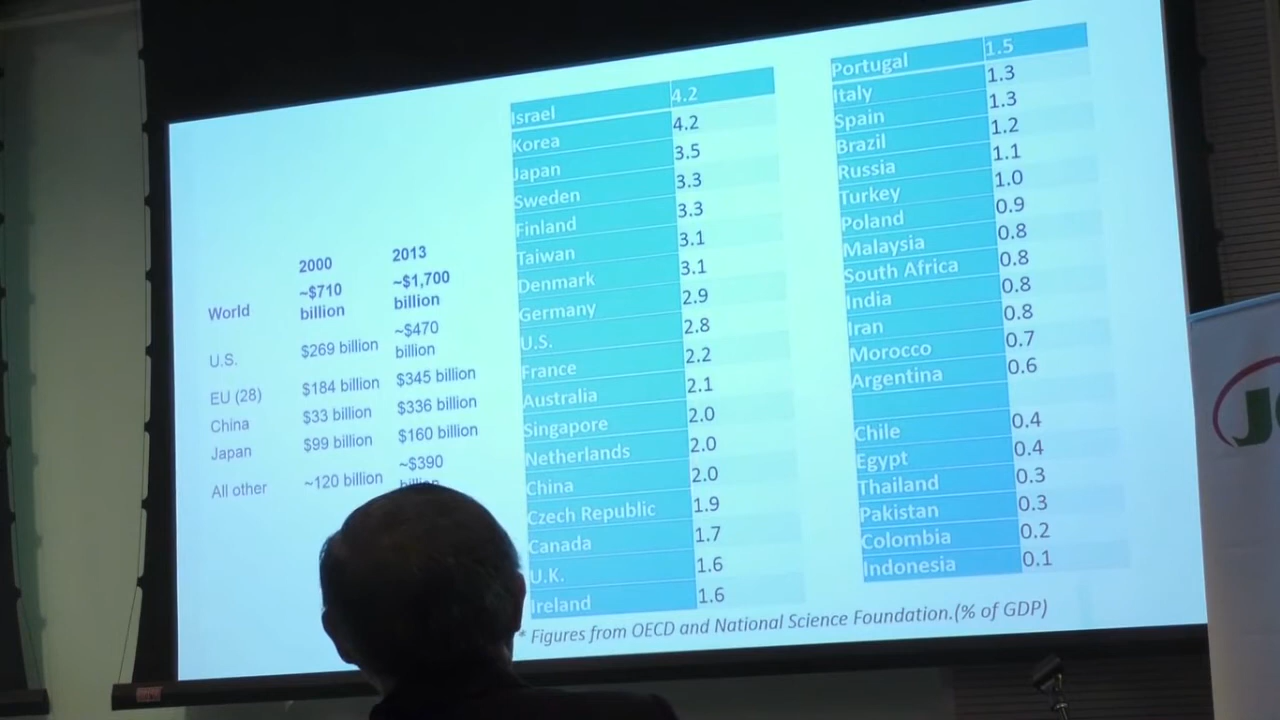 2000 2013
World ~$710 billion ~$1,700 billion
U.S. $269 billion ~$470 billion
EU (28) $184 billion $345 billion
China $33 billion $336 billion
Japan $99 billion $160 billion
All other ~120 billion ~$390
Israel 4.2
Korea 4.2
Japan 3.5
Sweden 3.3
Finland 3.3
Taiwan 3.1
Denmark 3.1
Germany 2.9
U.S. 2.8
France 2.2
Australia 2.1
Singapore 2.0
Netherlands 2.0
China 2.0
Czech Republic 1.9
Canada 1.7
U.K. 1.6
Ireland 1.6
Portugal 1.5
Italy 1.3
Spain 1.3
Brazil 1.2
Russia 1.1
Turkey 1.0
Poland 0.9
Malaysia 0.8
South Africa 0.8
India 0.8
Iran 0.8
Morocco 0.7
Argentina 0.6
Chile 0.4
Egypt 0.4
Thailand 0.3
Pakistan 0.3
Colombia 0.2
Indonesia 0.1
* Figures from OECD and National Science Foundation.(% of GDP)